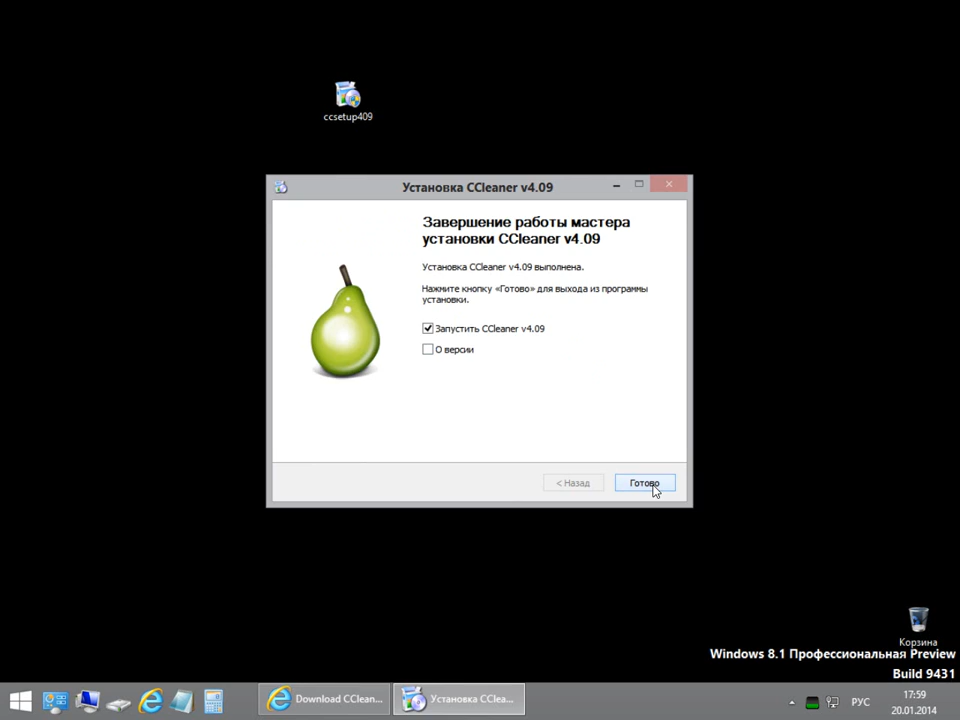 ccsetup409
Установка CCleaner v4.09
Завершение работы мастера
установки CCleaner v4.09
Установка CCleaner v4.09 выполнена.
Нажмите кнопку «Готово» для выхода из программы
установки.
Запустить CCleaner v4.09
О версии
< Назад
Готово
Корзина
Windows 8.1 Профессиональная Preview
Build 9431
Download CClean...
Установка CClea...
РУС
17:59
20.01.2014